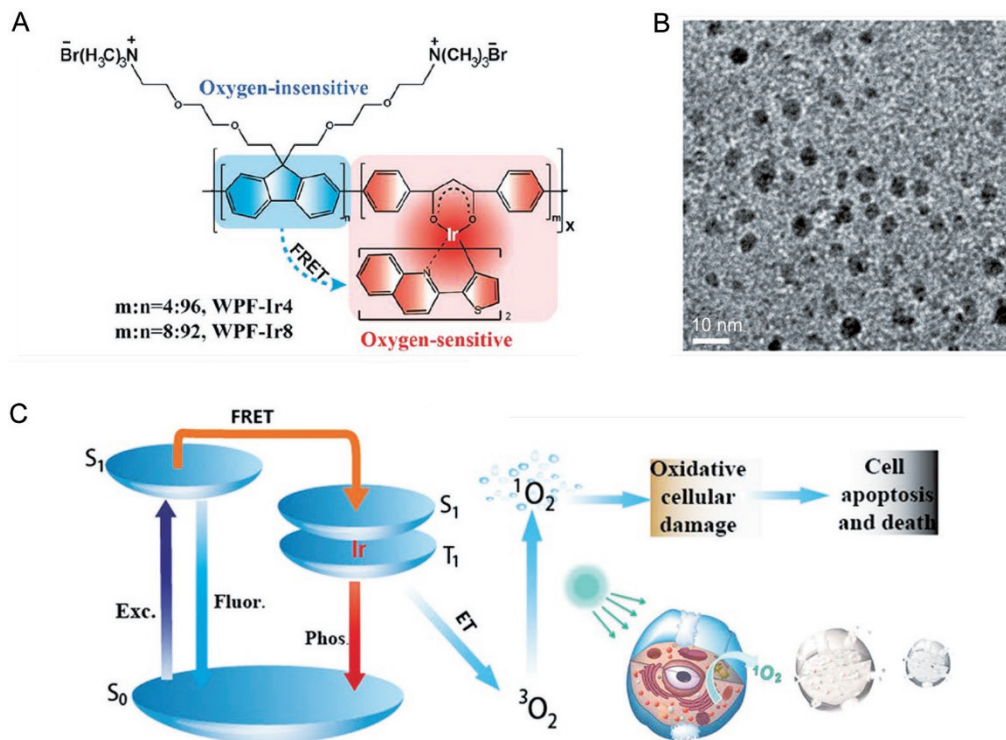 A
Br(H₃C)₃N
−
+
N(CH₃)₃Br
+
−
Oxygen-insensitive
O
O
O
O
n
m
x
O
O
Ir
N
S
2
FRET
m:n=4:96, WPF-Ir4
m:n=8:92, WPF-Ir8
Oxygen-sensitive
B
10 nm
C
FRET
S₁
S₁
Ir
T₁
Exc.
Fluor.
Phos.
ET
S₀
¹O₂
³O₂
Oxidative
cellular
damage
Cell
apoptosis
and death
¹O₂